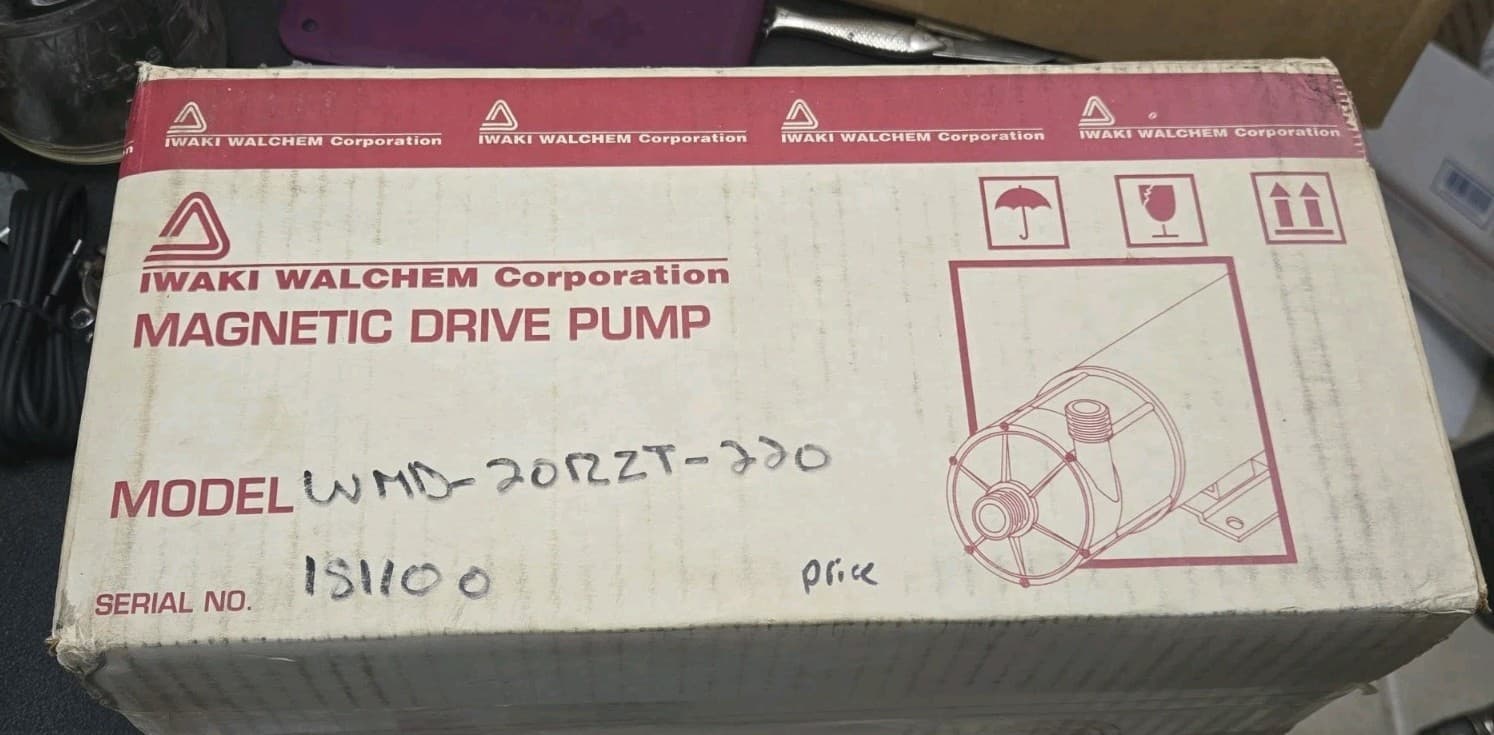 IWAKI WALCHEM Corporation IWAKI WALCHEM Corporation IWAKI WALCHEM Corporation IWAKI WALCHEM Corporation
IWAKI WALCHEM Corporation
MAGNETIC DRIVE PUMP
MODEL WMD-20RZT-220
SERIAL NO. 151100
price